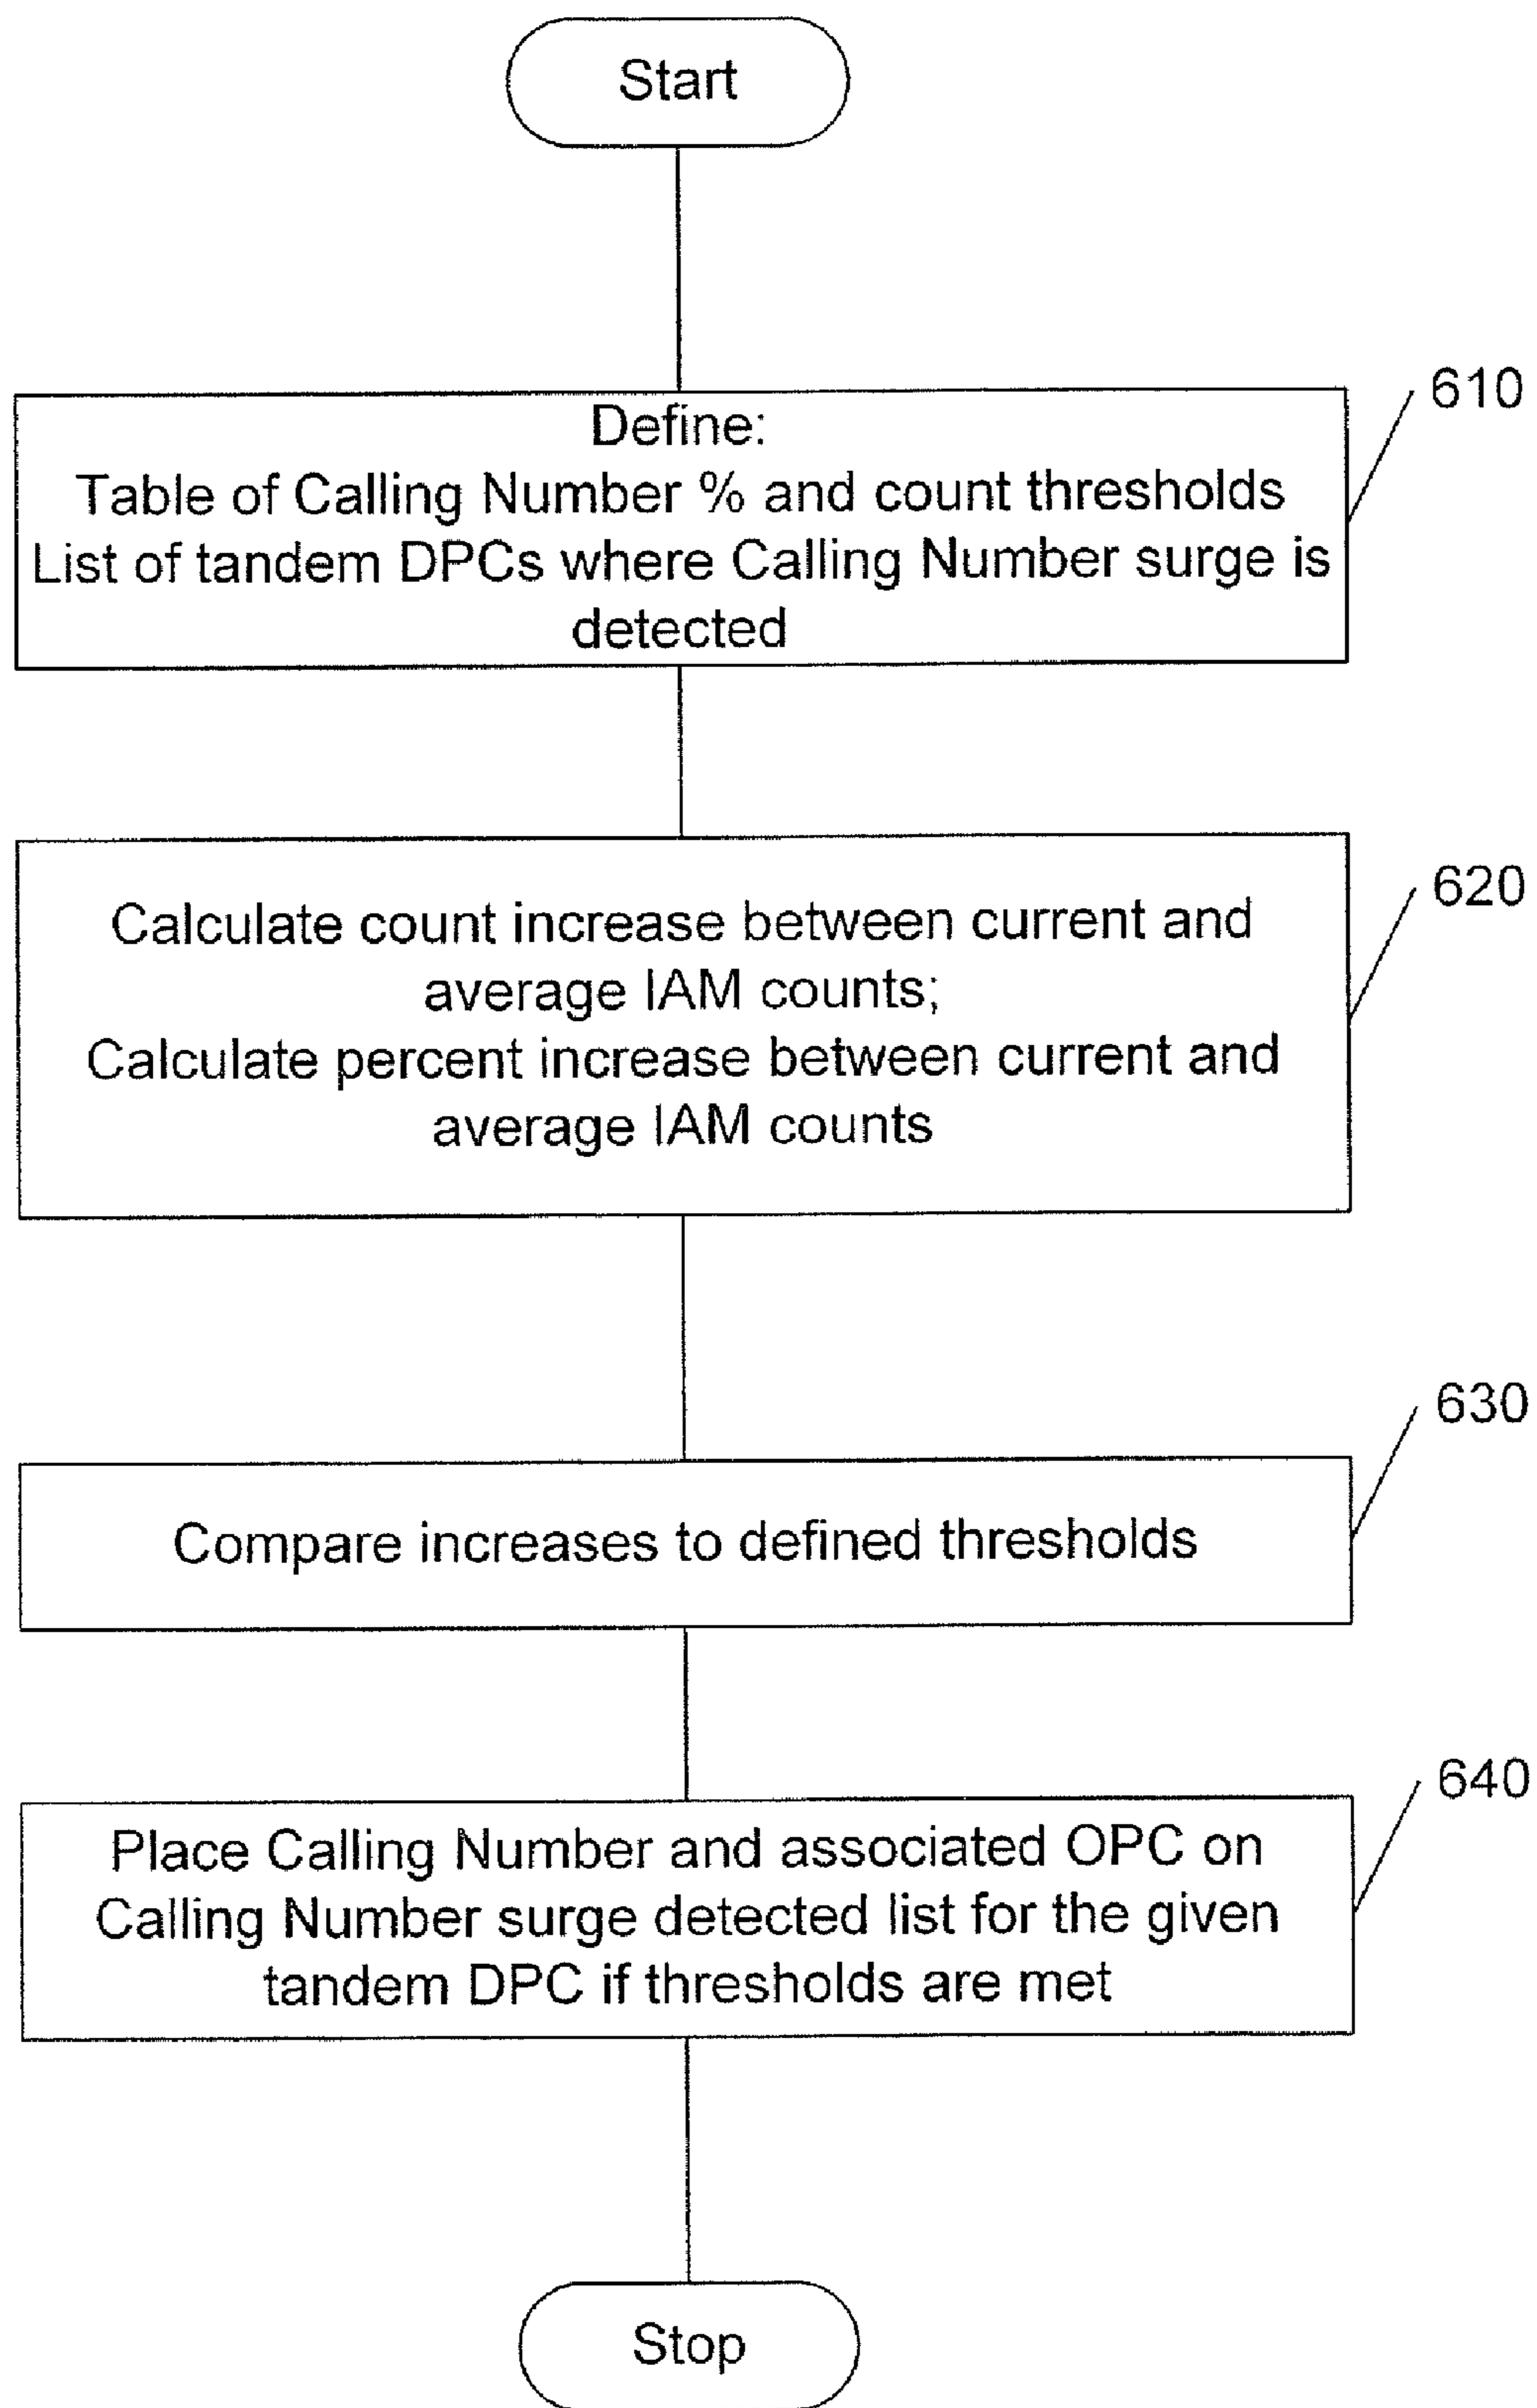 Start
610
Define:
Table of Calling Number % and count thresholds
List of tandem DPCs where Calling Number surge is
detected
620
Calculate count increase between current and
average IAM counts;
Calculate percent increase between current and
average IAM counts
630
Compare increases to defined thresholds
640
Place Calling Number and associated OPC on
Calling Number surge detected list for the given
tandem DPC if thresholds are met
Stop